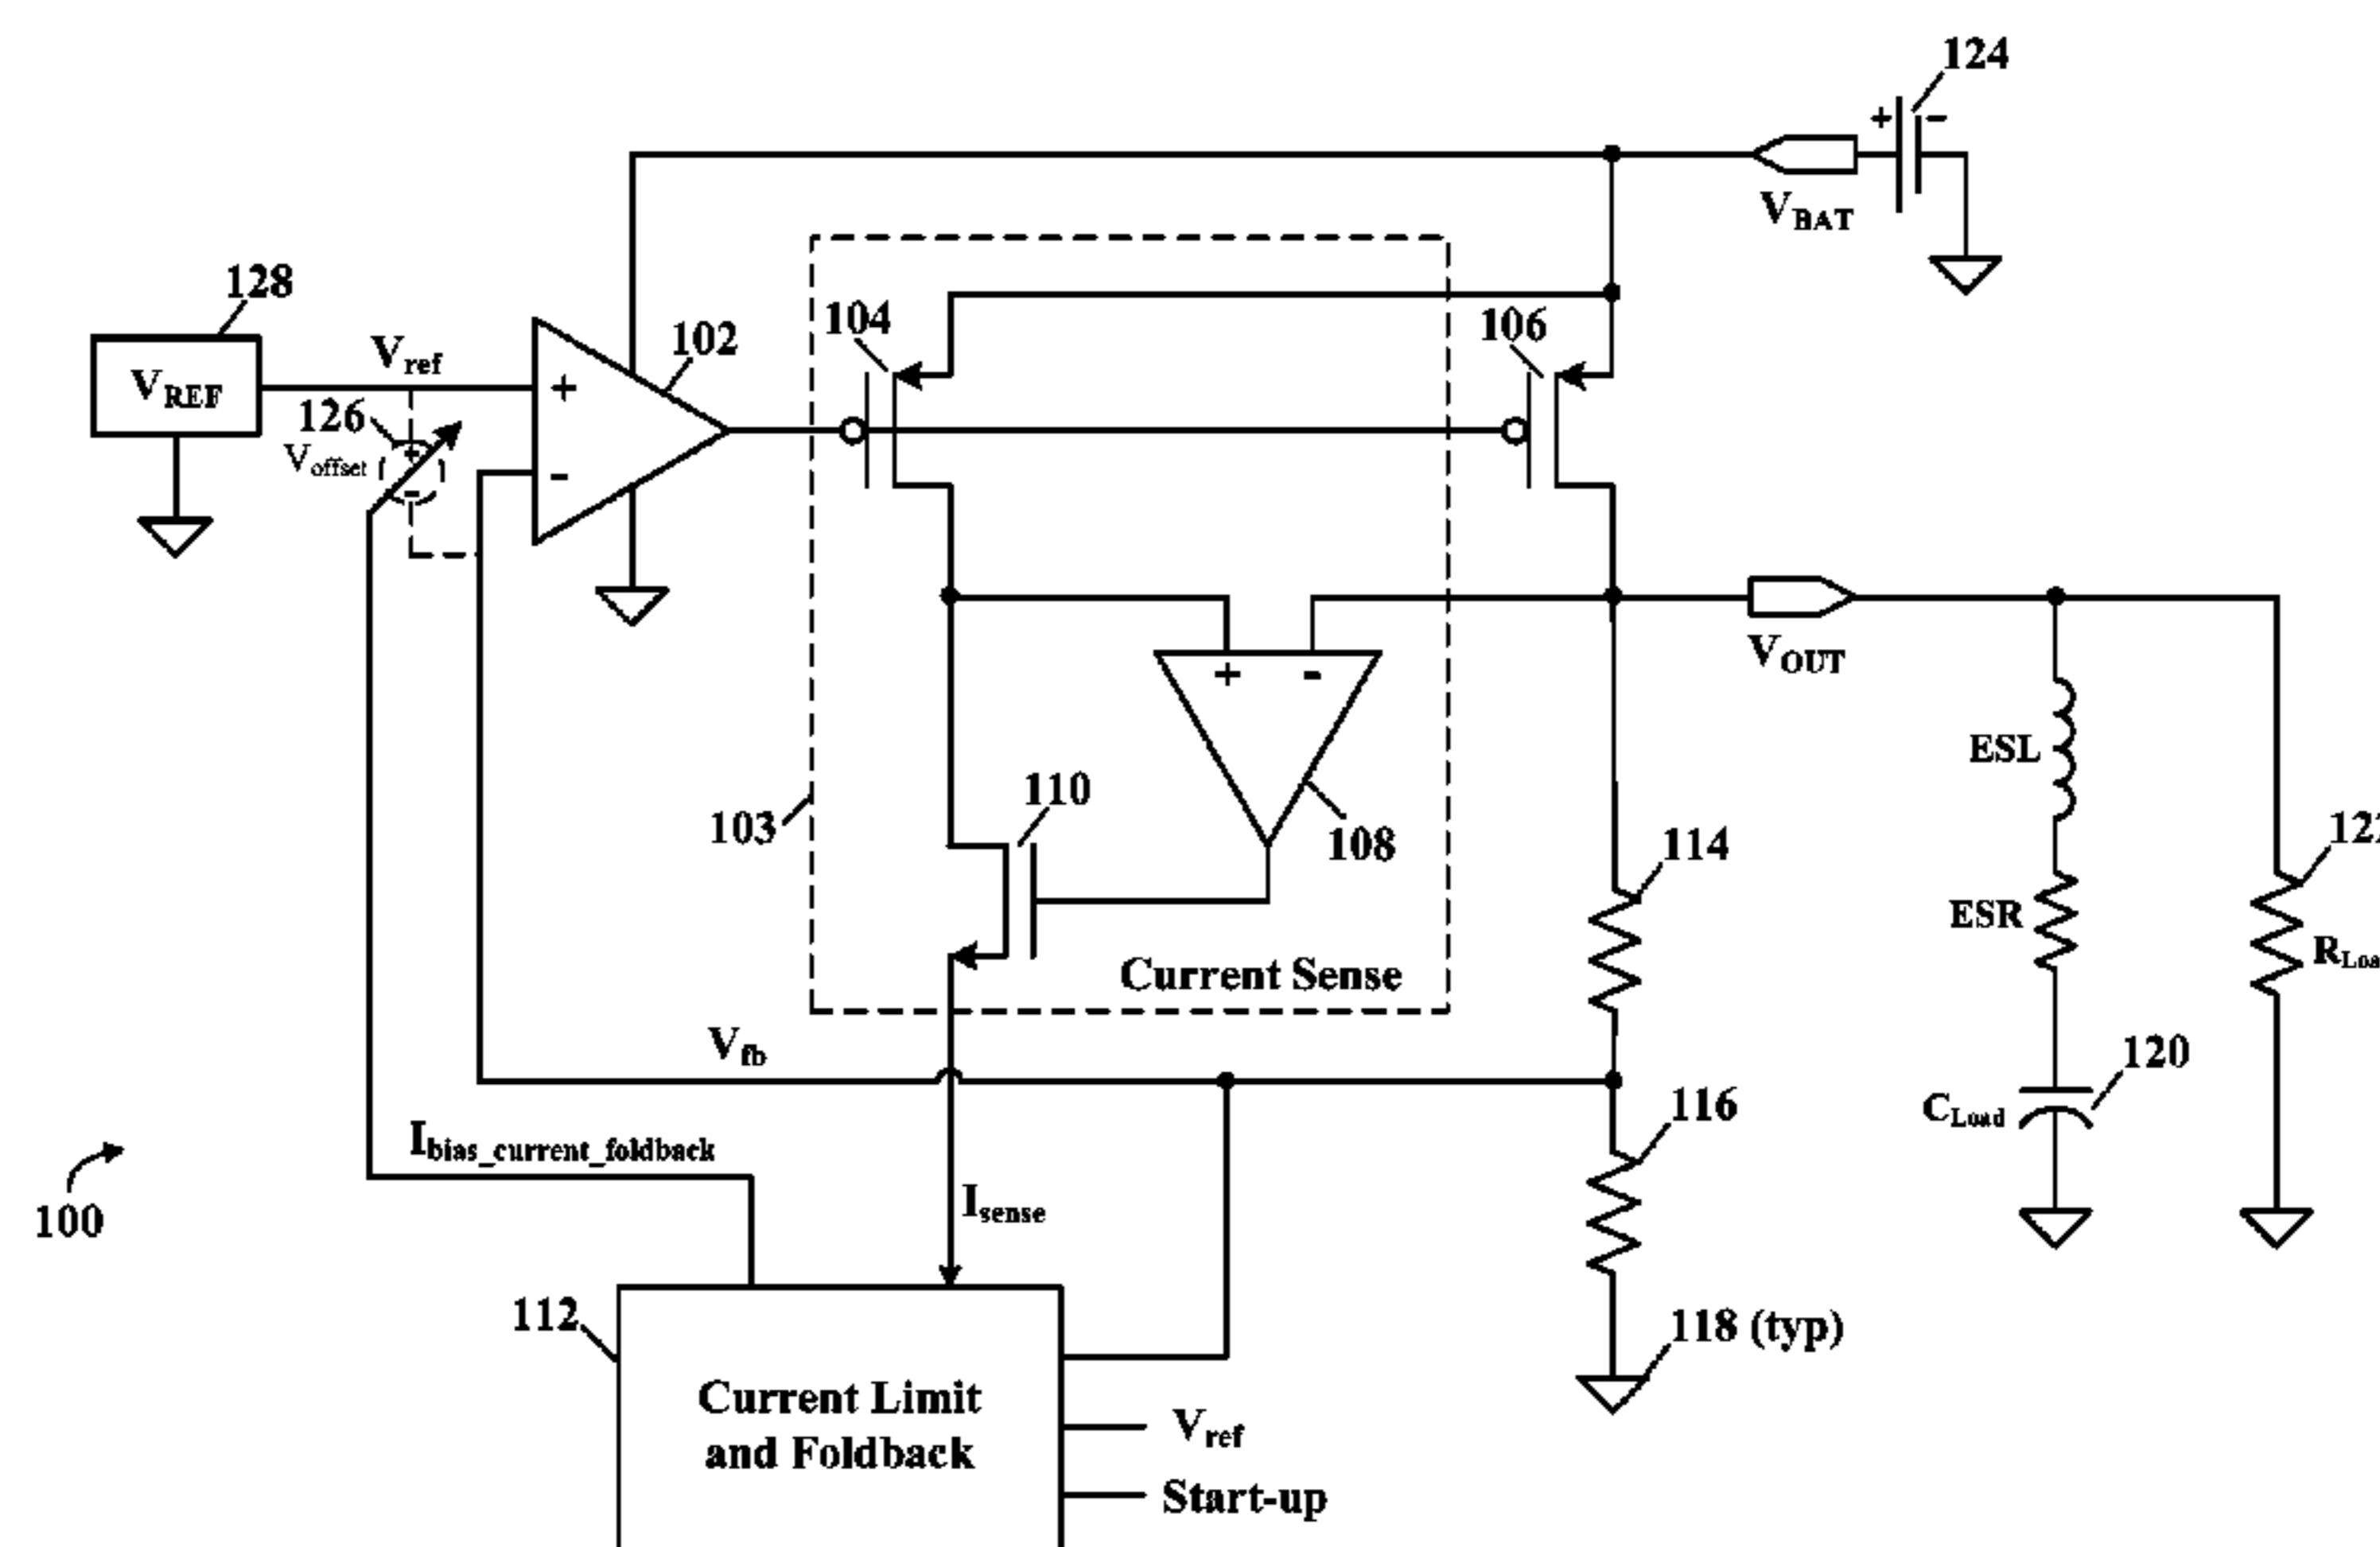 124
+ -
VBAT
128
VREF
Vref
126
Voffset
+
-
102
+
-
104
106
+ -
VOUT
ESL
110
103
108
114
ESR
Current Sense
Vfb
120
CLoad
116
Ibias_current_foldback
Isense
100
112
118 (typ)
Current Limit
and Foldback
Vref
Start-up